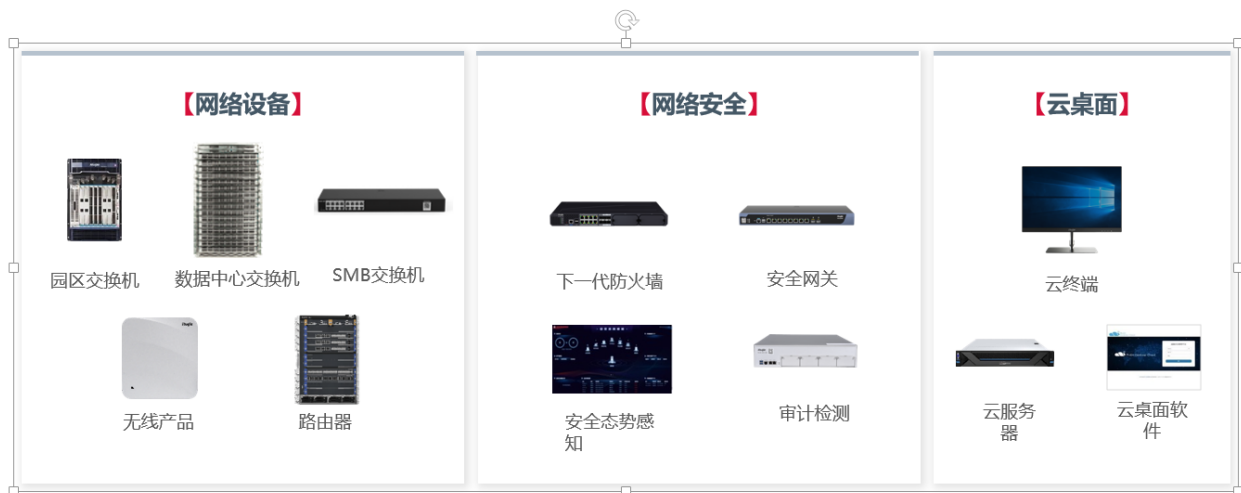 【网络设备】
园区交换机
数据中心交换机
SMB交换机
无线产品
路由器
【网络安全】
下一代防火墙
安全网关
安全态势感
知
审计检测
【云桌面】
云终端
云服务
器
云桌面软
件